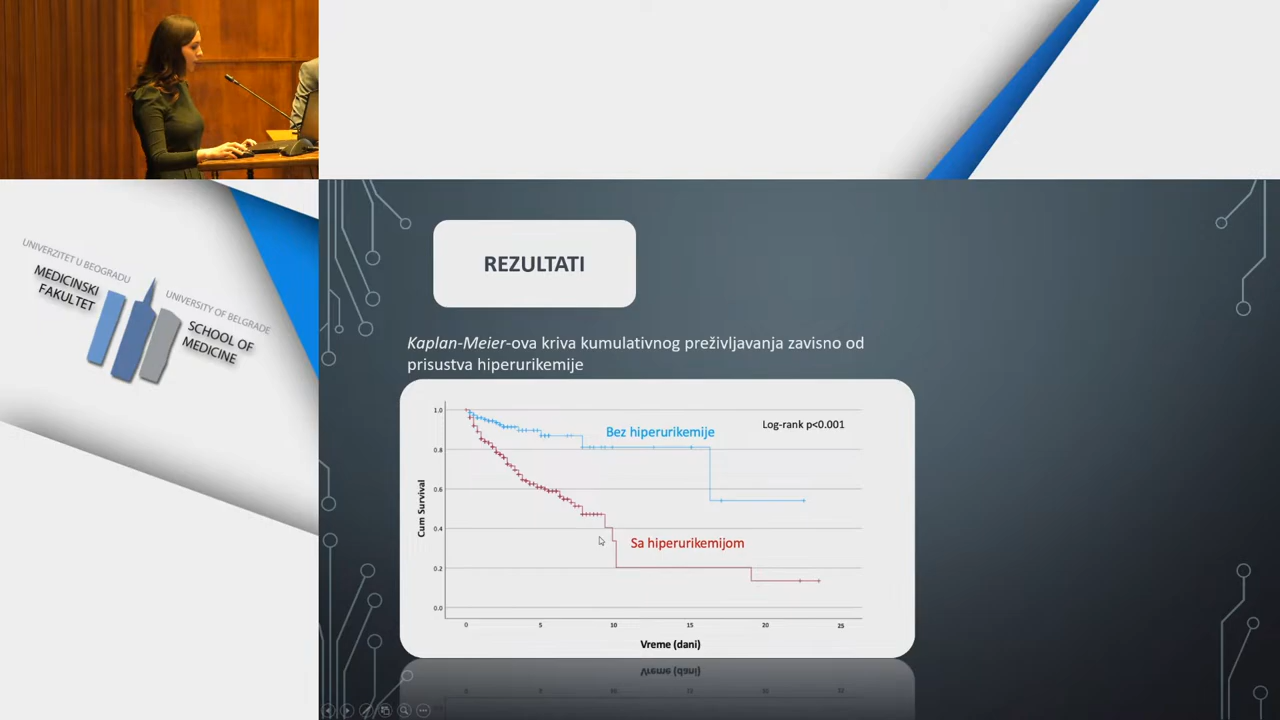 UNIVERZITET U BEOGRADU
MEDICINSKI
FAKULTET
UNIVERSITY OF BELGRADE
SCHOOL OF
MEDICINE
REZULTATI
Kaplan-Meier-ova kriva kumulativnog preživljavanja zavisno od
prisustva hiperurikemije
Log-rank p<0.001
Bez hiperurikemije
Sa hiperurikemijom
Cum Survival
1.0
0.8
0.6
0.4
0.2
0.0
0 5 10 15 20 25
Vreme (dani)